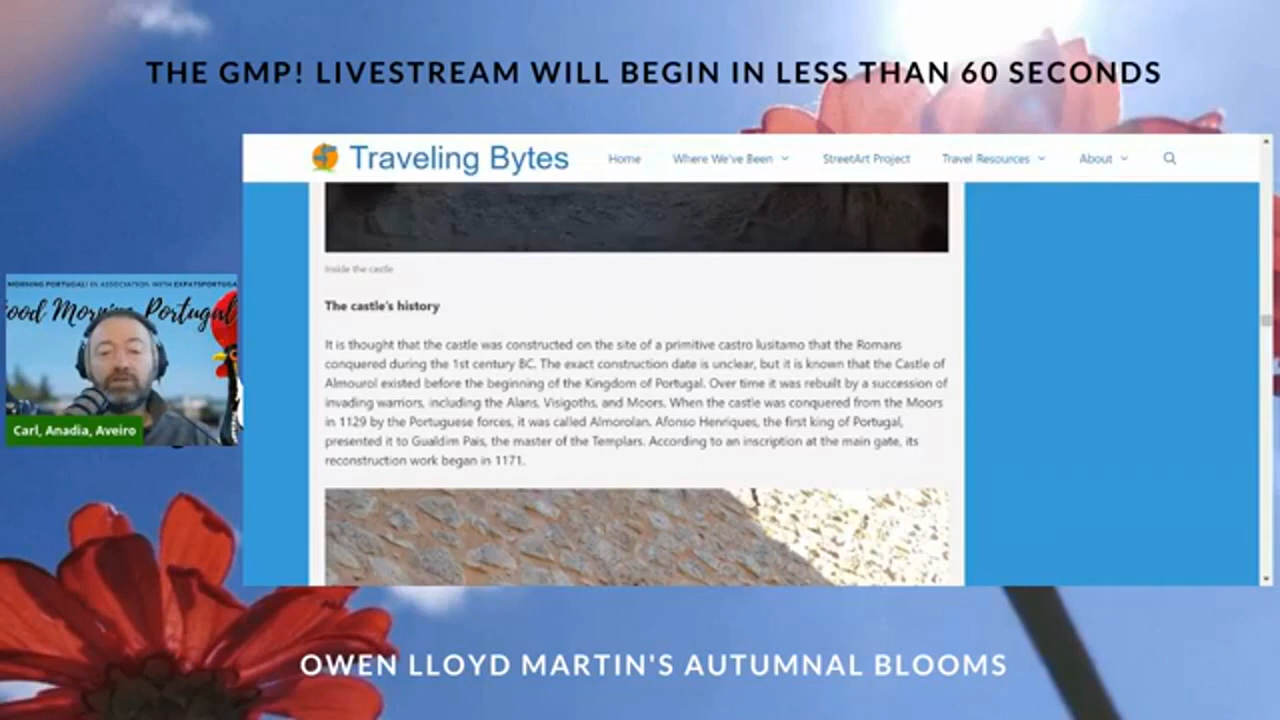 THE GMP! LIVESTREAM WILL BEGIN IN LESS THAN 60 SECONDS
Traveling Bytes Home Where We've Been StreetArt Project Travel Resources About
Inside the castle
The castle's history
It is thought that the castle was constructed on the site of a primitive castro lusitamo that the Romans
conquered during the 1st century BC. The exact construction date is unclear, but it is known that the Castle of
Almourol existed before the beginning of the Kingdom of Portugal. Over time it was rebuilt by a succession of
invading warriors, including the Alans, Visigoths, and Moors. When the castle was conquered from the Moors
in 1129 by the Portuguese forces, it was called Almorolan. Afonso Henriques, the first king of Portugal,
presented it to Gualdim Pais, the master of the Templars. According to an inscription at the main gate, its
reconstruction work began in 1171.
MORNING PORTUGAL! IN ASSOCIATION WITH EXPATSPORTUGA
ood Morning Portugal
Carl, Anadia, Aveiro
OWEN LLOYD MARTIN'S AUTUMNAL BLOOMS